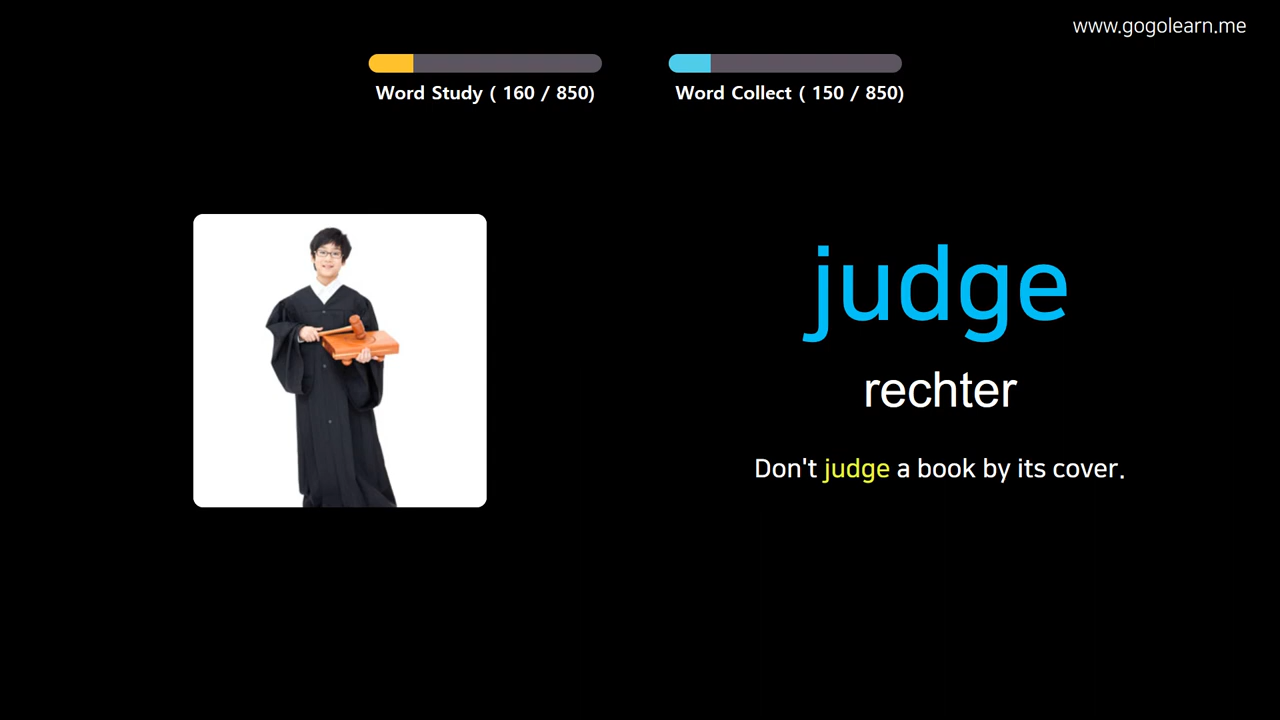 www.gogolearn.me
Word Study ( 160 / 850)
Word Collect ( 150 / 850)
judge
rechter
Don't judge a book by its cover.